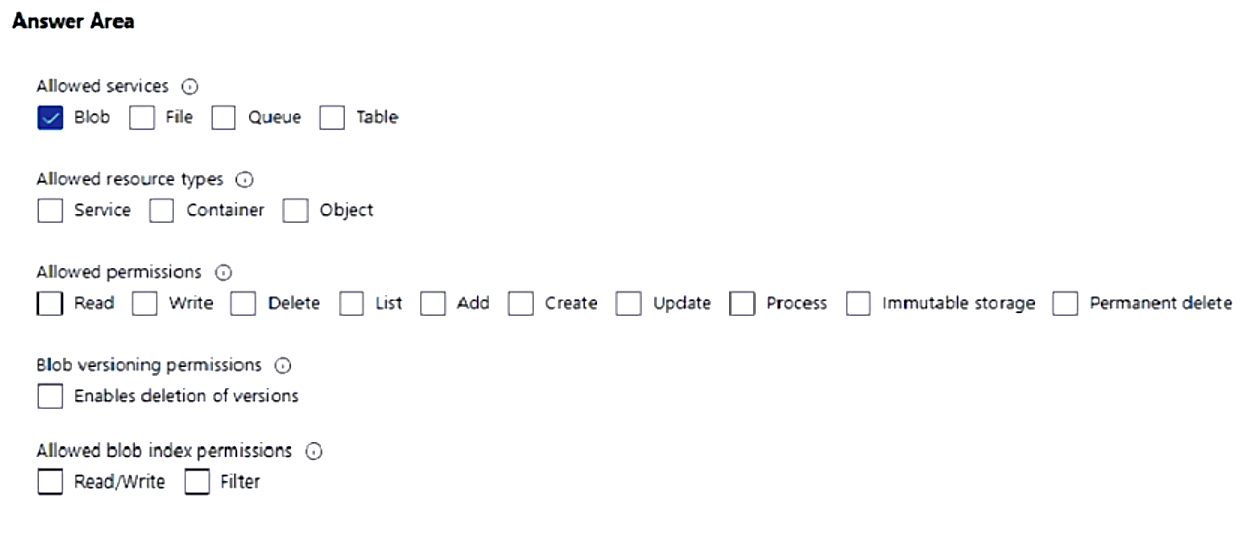 Answer Area
Allowed services
Blob File Queue Table
Allowed resource types
Service Container Object
Allowed permissions
Read Write Delete List Add Create Update Process Immutable storage Permanent delete
Blob versioning permissions
Enables deletion of versions
Allowed blob index permissions
Read/Write Filter